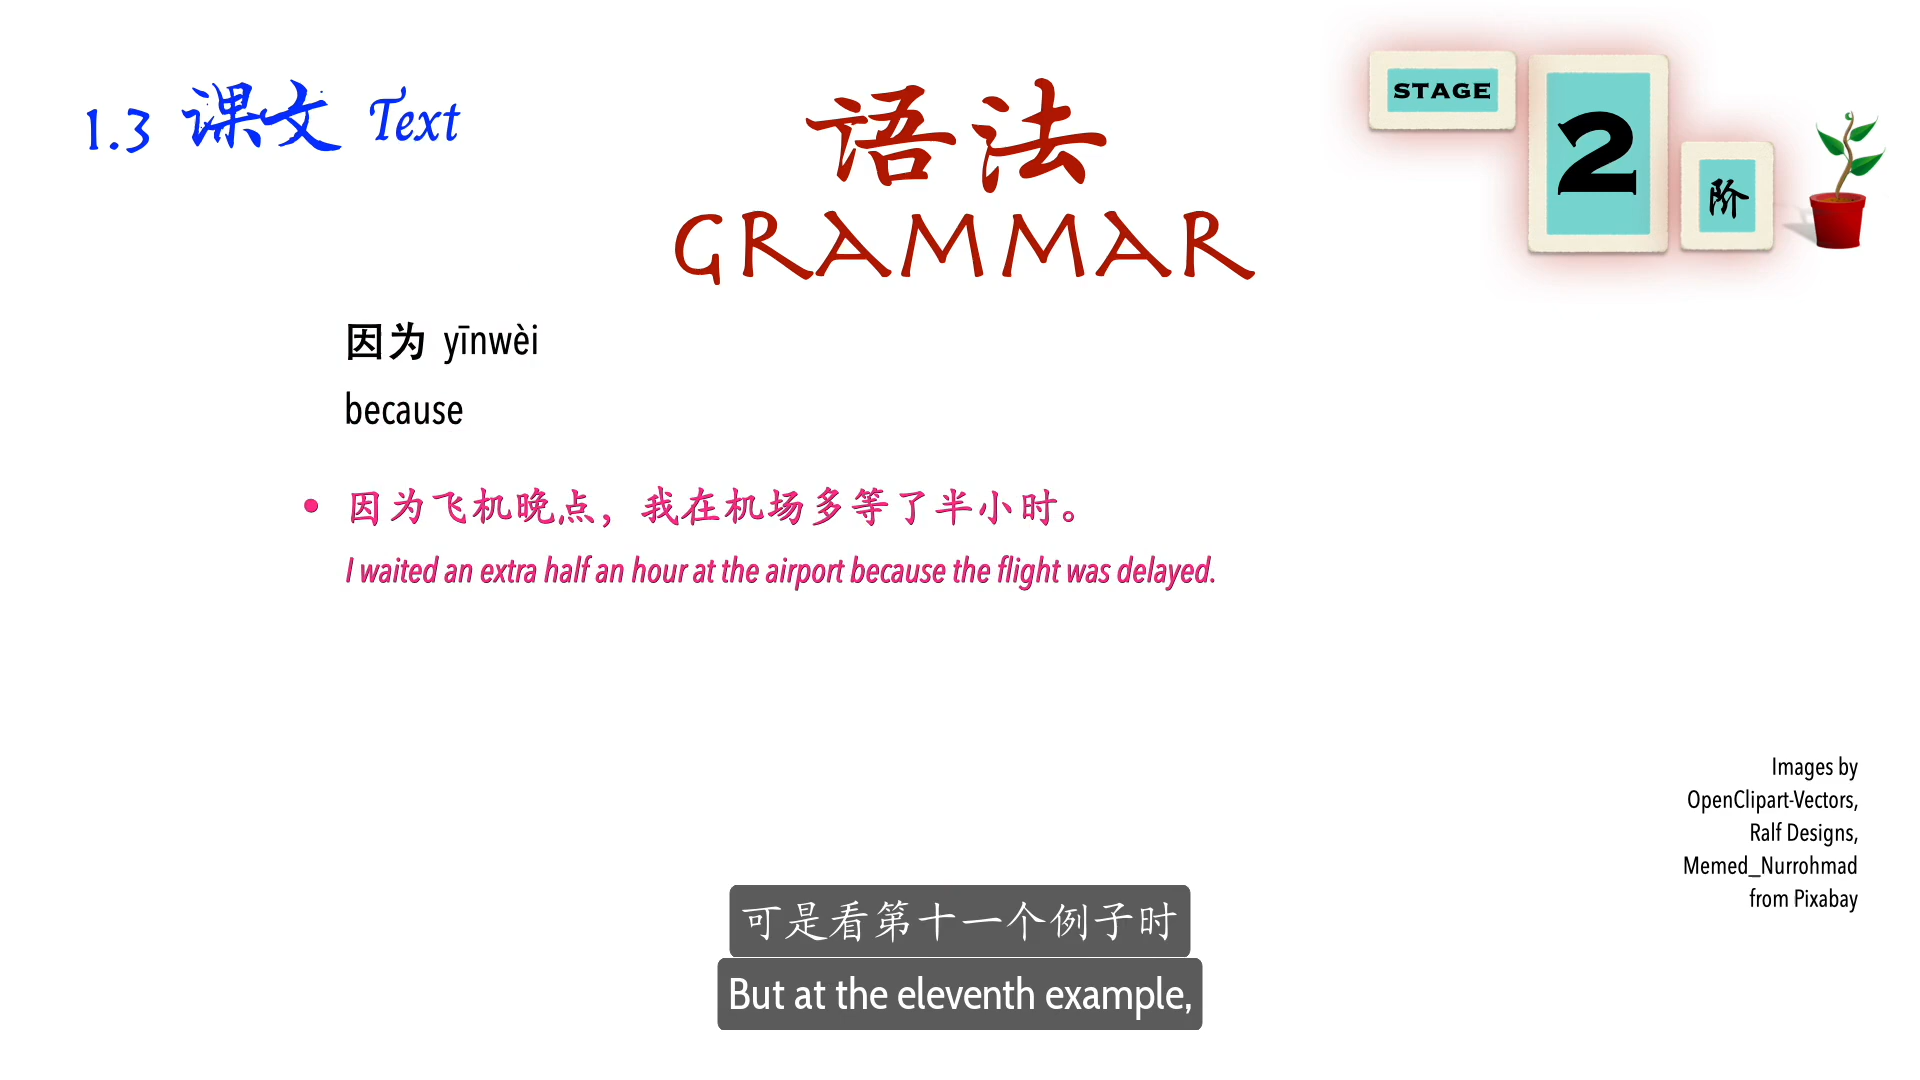 1.3 课文 Text
语法
GRAMMAR
STAGE
2
阶
因为 yīnwèi
because
• 因为飞机晚点，我在机场多等了半小时。
I waited an extra half an hour at the airport because the flight was delayed.
Images by
OpenClipart-Vectors,
Ralf Designs,
Memed_Nurrohmad
from Pixabay
可是看第十一个例子时
But at the eleventh example,